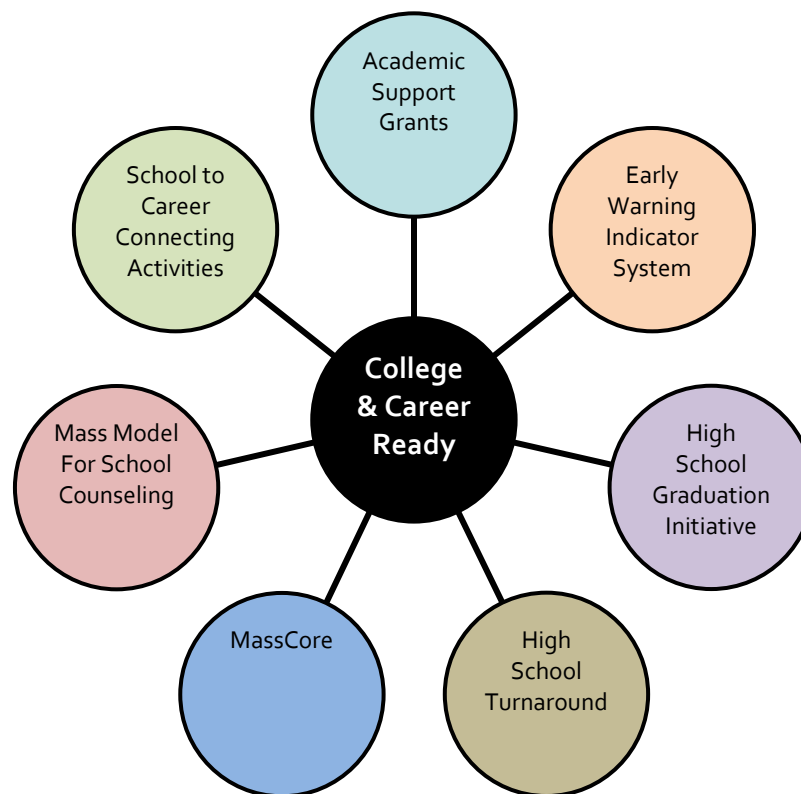 Academic
Support
Grants
School to
Career
Connecting
Activities
Early
Warning
Indicator
System
College
& Career
Ready
Mass Model
For School
Counseling
High
School
Graduation
Initiative
MassCore
High
School
Turnaround